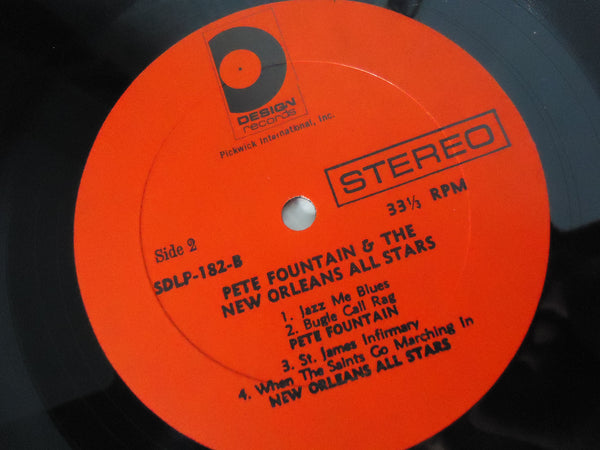 DESIGN
records
Pickwick International, Inc.
STEREO
33⅓ RPM
Side 2
SDLP-182-B
PETE FOUNTAIN & THE
NEW ORLEANS ALL STARS
1. Jazz Me Blues
2. Bugle Call Rag
PETE FOUNTAIN
3. St. James Infirmary
4. When The Saints Go Marching In
NEW ORLEANS ALL STARS